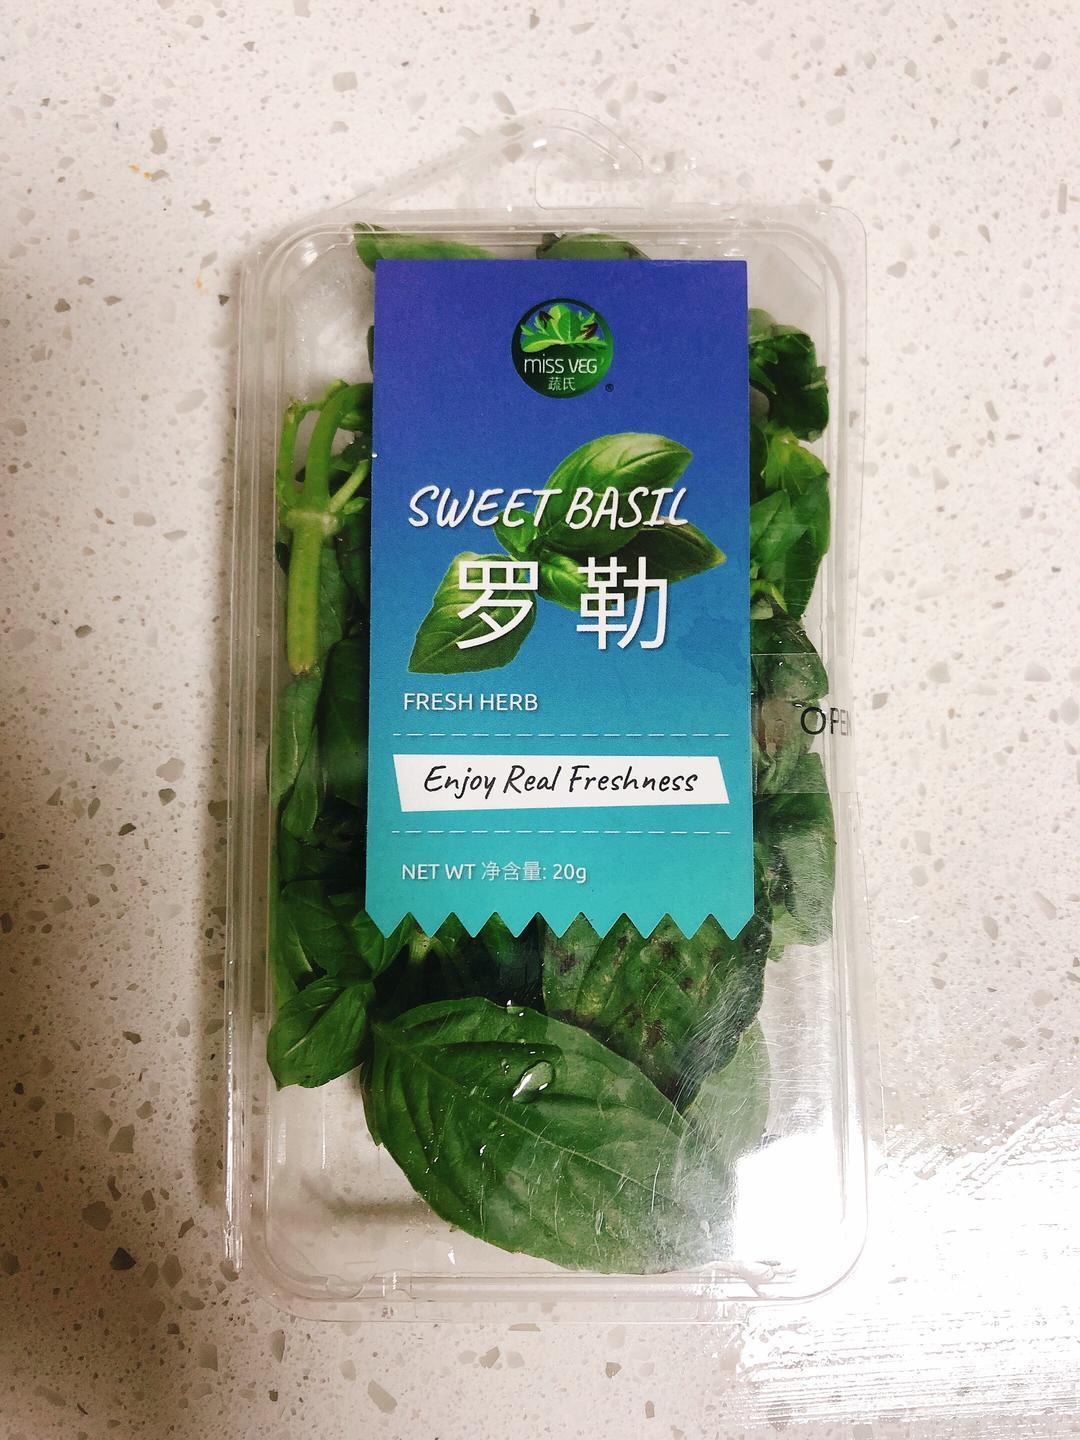 miss VEG
蔬氏
®
SWEET BASIL
罗勒
FRESH HERB
OPEN
Enjoy Real Freshness
NET WT 净含量: 20g